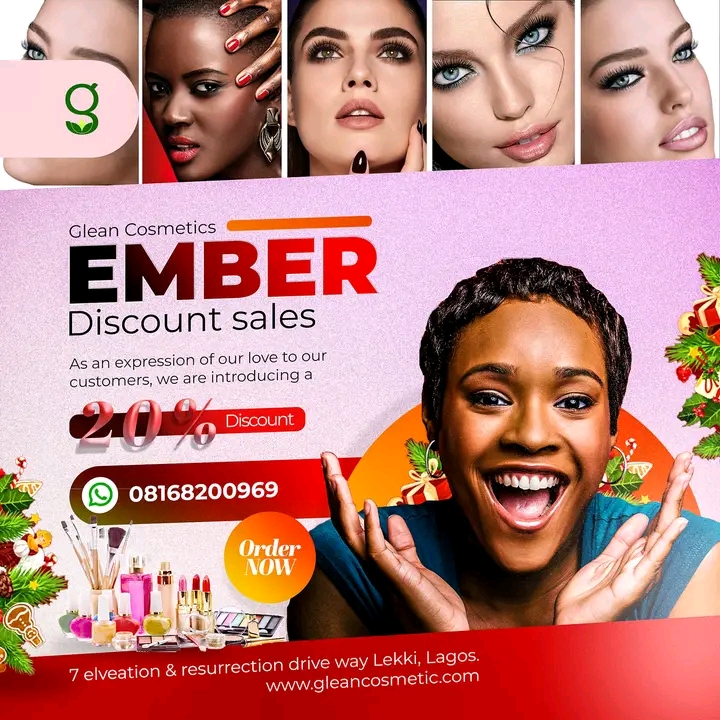 g
Glean Cosmetics
EMBER
Discount sales
As an expression of our love to our
customers, we are introducing a
20% Discount
08168200969
Order
NOW
7 elveation & resurrection drive way Lekki, Lagos.
www.gleancosmetic.com